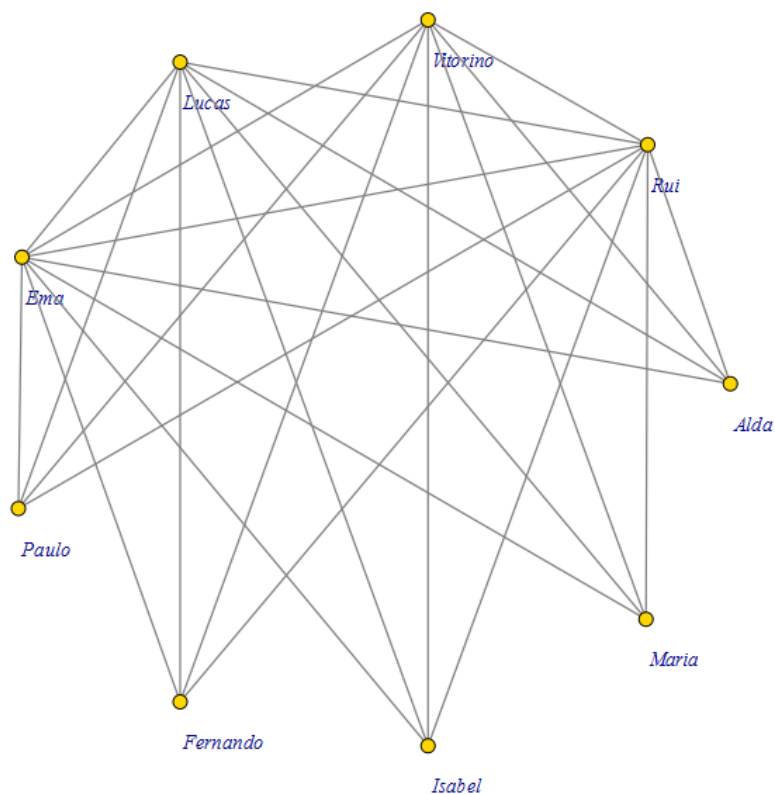 Vitorino
Lucas
Rui
Ema
Alda
Paulo
Maria
Fernando
Isabel